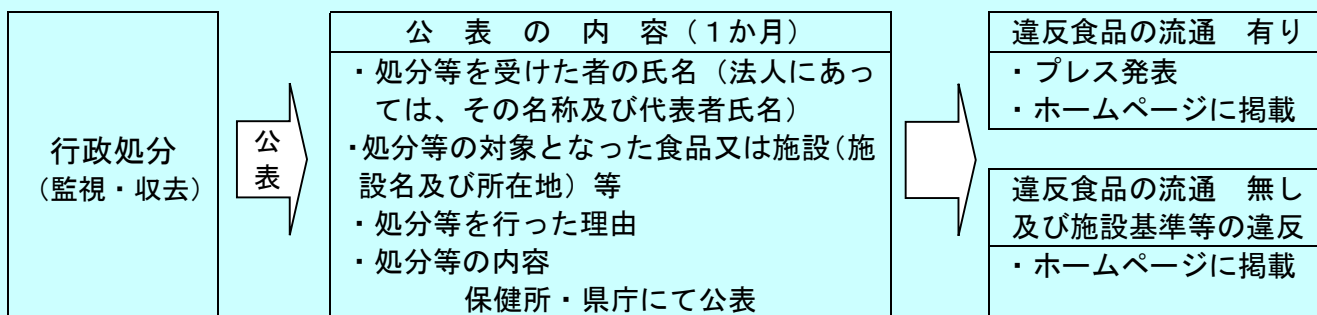 行政処分
（監視・収去）
公
表
公　表　の　内　容（１か月）
・処分等を受けた者の氏名（法人にあっ
ては、その名称及び代表者氏名）
・処分等の対象となった食品又は施設（施
設名及び所在地）等
・処分等を行った理由
・処分等の内容
保健所・県庁にて公表
違反食品の流通　有り
・プレス発表
・ホームページに掲載
違反食品の流通　無し
及び施設基準等の違反
・ホームページに掲載